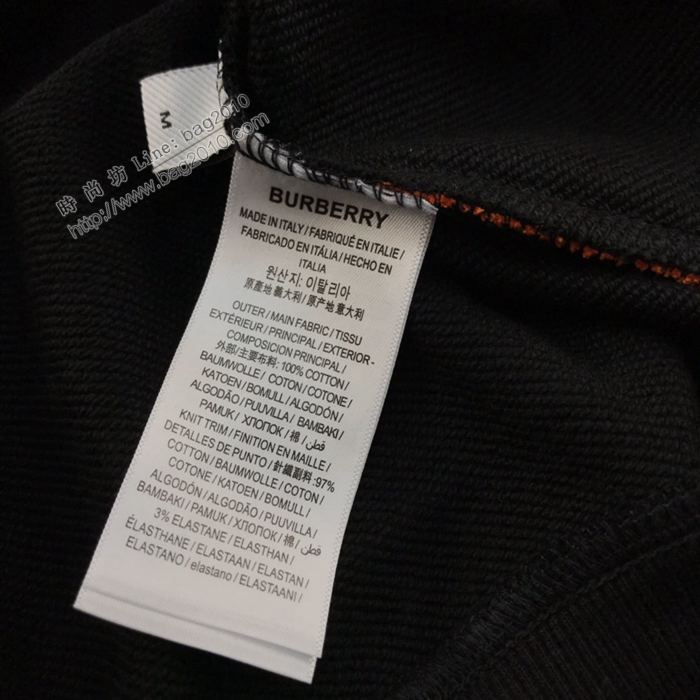 M
時尚坊 Line: bag2010
http://www.bag2010.com
BURBERRY
MADE IN ITALY / FABRIQUÉ EN ITALIE /
FABRICADO EN ITÁLIA / HECHO EN
ITALIA
원산지: 이탈리아
原產地 義大利 / 原产地 意大利
OUTER / MAIN FABRIC / TISSU
EXTÉRIEUR / PRINCIPAL / EXTERIOR-
COMPOSICION PRINCIPAL /
外部/主要布料: 100% COTTON /
BAUMWOLLE / COTON / COTONE /
KATOEN / BOMULL / ALGODÓN /
ALGODÃO / PUUVILLA / BAMBAKI /
PAMUK / ХЛОПОК / 棉 / قطن
KNIT TRIM / FINITION EN MAILLE /
DETALLES DE PUNTO / 針織副料: 97%
COTTON / BAUMWOLLE / COTON /
COTONE / KATOEN / BOMULL /
ALGODÓN / ALGODÃO / PUUVILLA /
BAMBAKI / PAMUK / ХЛОПОК / 棉 / قطن /
3% ELASTANE / ELASTHAN /
ÉLASTHANE / ELASTAAN / ELASTAN /
ELASTANO / elastano / ELASTAANI /